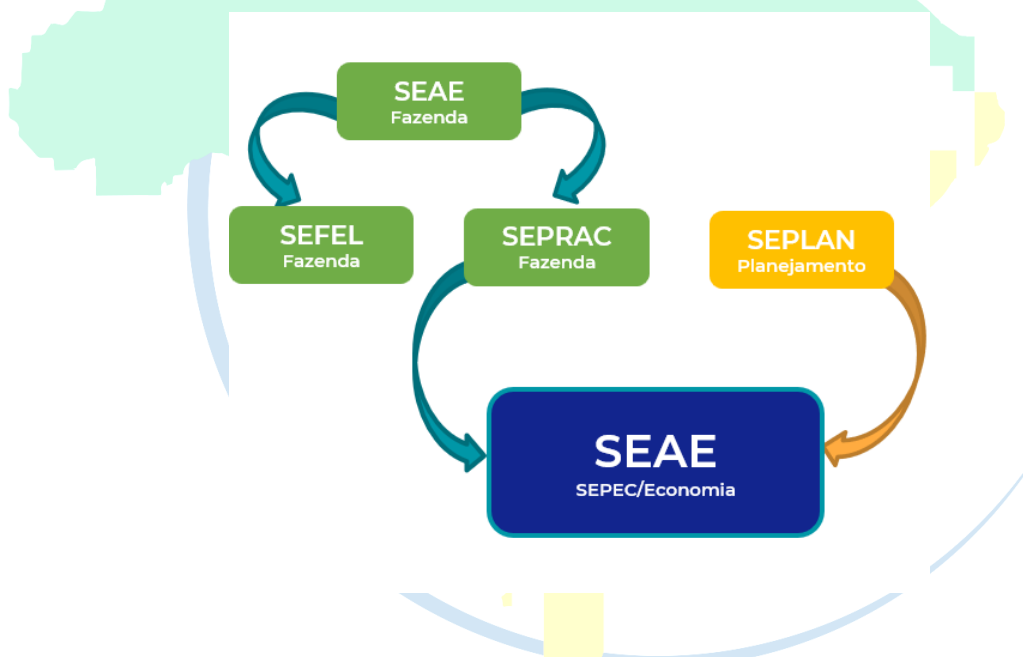 SEAE
Fazenda
SEFEL
Fazenda
SEPRAC
Fazenda
SEPLAN
Planejamento
SEAE
SEPEC/Economia